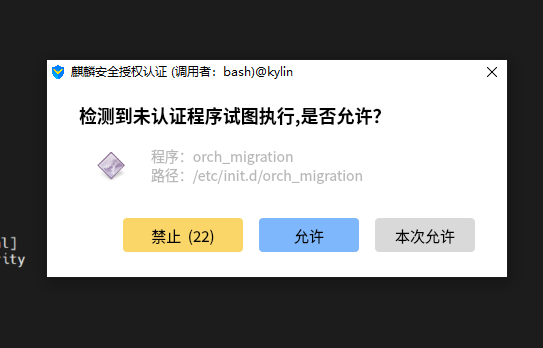 麒麟安全授权认证 (调用者：bash)@kylin
检测到未认证程序试图执行,是否允许?
程序：orch_migration
路径：/etc/init.d/orch_migration
禁止 (22)
允许
本次允许
l]
rity